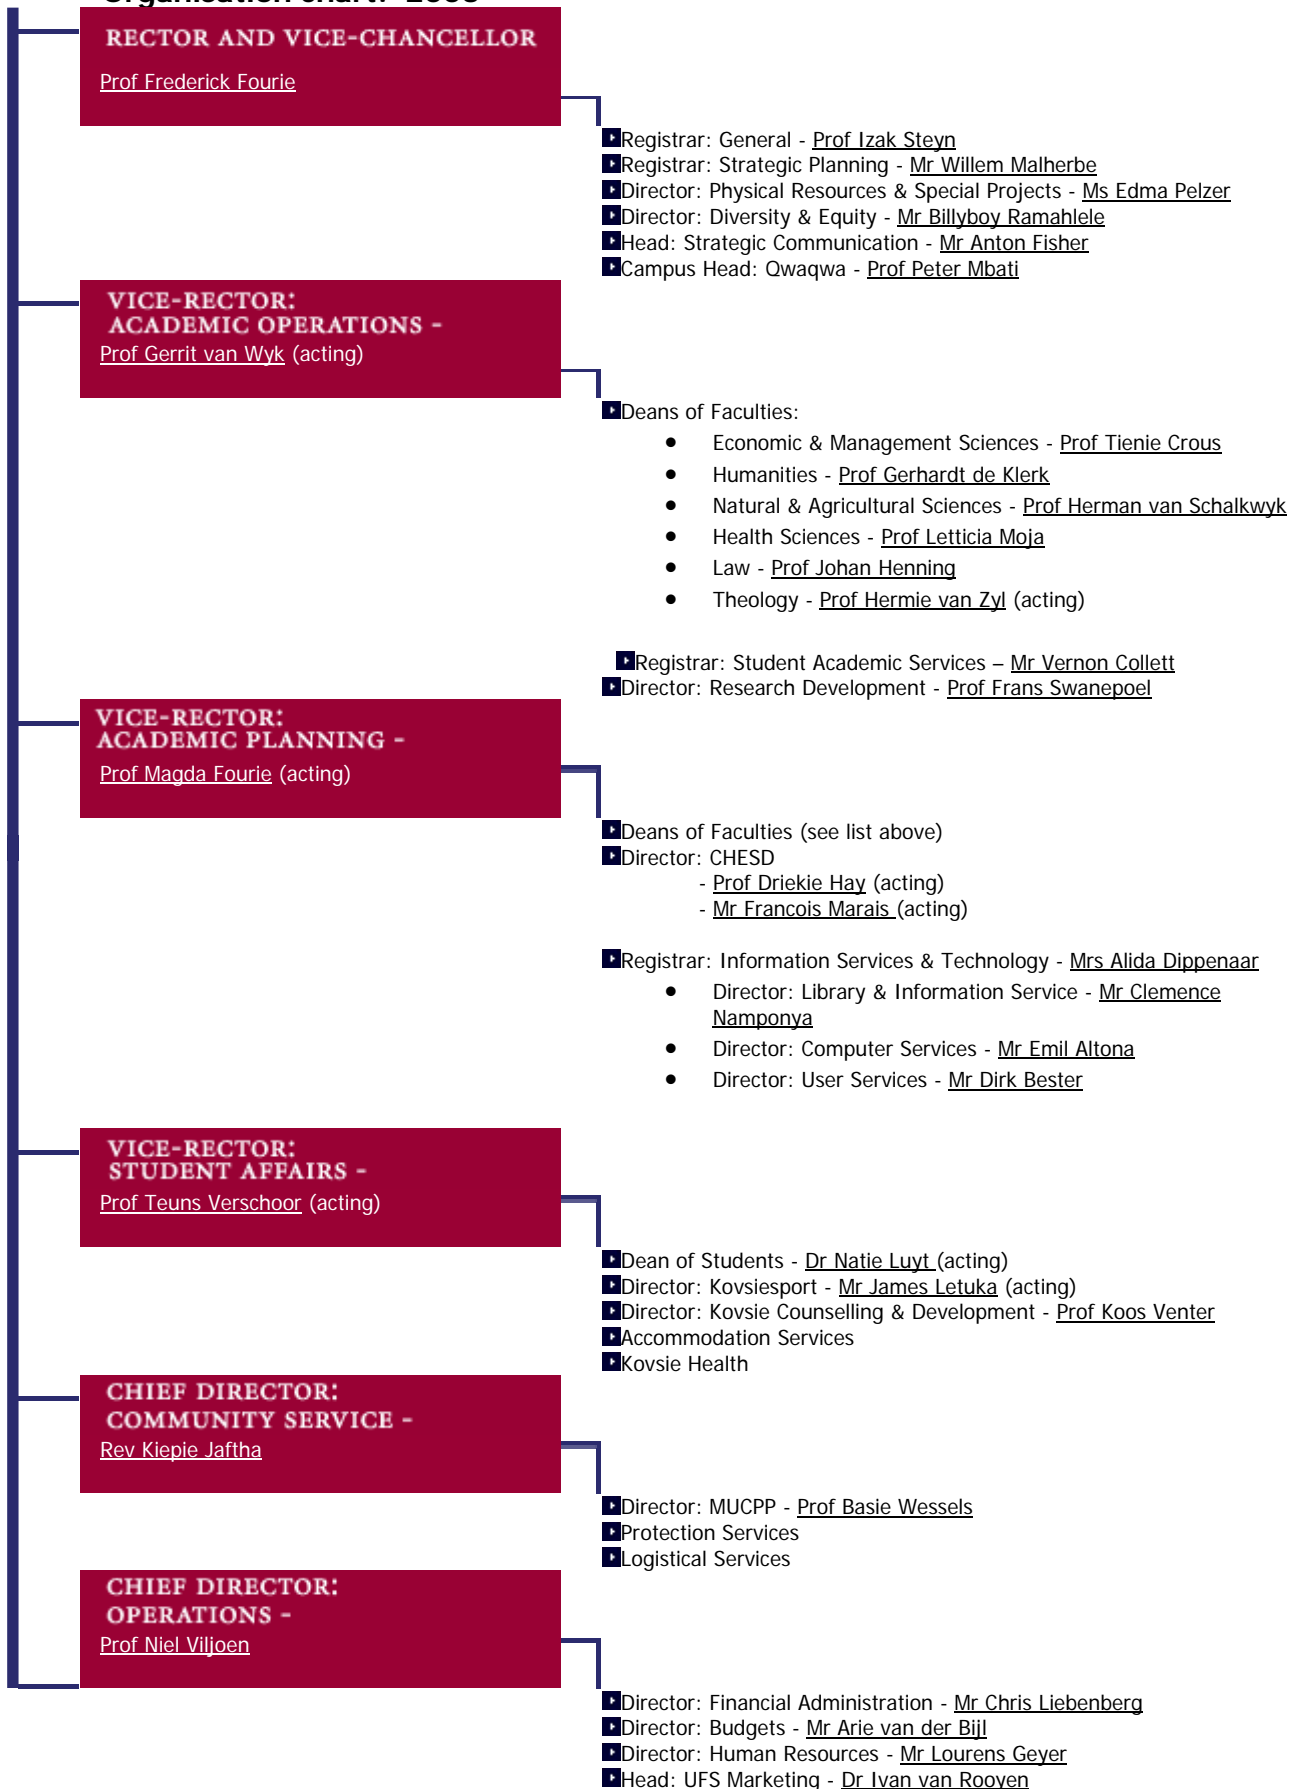 RECTOR AND VICE-CHANCELLOR
Prof Frederick Fourie
Registrar: General - Prof Izak Steyn
Registrar: Strategic Planning - Mr Willem Malherbe
Director: Physical Resources & Special Projects - Ms Edma Pelzer
Director: Diversity & Equity - Mr Billyboy Ramahlele
Head: Strategic Communication - Mr Anton Fisher
Campus Head: Qwaqwa - Prof Peter Mbati
VICE-RECTOR:
ACADEMIC OPERATIONS -
Prof Gerrit van Wyk (acting)
Deans of Faculties:
• Economic & Management Sciences - Prof Tienie Crous
• Humanities - Prof Gerhardt de Klerk
• Natural & Agricultural Sciences - Prof Herman van Schalkwyk
• Health Sciences - Prof Letticia Moja
• Law - Prof Johan Henning
• Theology - Prof Hermie van Zyl (acting)
Registrar: Student Academic Services – Mr Vernon Collett
Director: Research Development - Prof Frans Swanepoel
VICE-RECTOR:
ACADEMIC PLANNING -
Prof Magda Fourie (acting)
Deans of Faculties (see list above)
Director: CHESD
- Prof Driekie Hay (acting)
- Mr Francois Marais (acting)
Registrar: Information Services & Technology - Mrs Alida Dippenaar
• Director: Library & Information Service - Mr Clemence
Namponya
• Director: Computer Services - Mr Emil Altona
• Director: User Services - Mr Dirk Bester
VICE-RECTOR:
STUDENT AFFAIRS -
Prof Teuns Verschoor (acting)
Dean of Students - Dr Natie Luyt (acting)
Director: Kovsiesport - Mr James Letuka (acting)
Director: Kovsie Counselling & Development - Prof Koos Venter
Accommodation Services
Kovsie Health
CHIEF DIRECTOR:
COMMUNITY SERVICE -
Rev Kiepie Jaftha
Director: MUCPP - Prof Basie Wessels
Protection Services
Logistical Services
CHIEF DIRECTOR:
OPERATIONS -
Prof Niel Viljoen
Director: Financial Administration - Mr Chris Liebenberg
Director: Budgets - Mr Arie van der Bijl
Director: Human Resources - Mr Lourens Geyer
Head: UFS Marketing - Dr Ivan van Rooyen